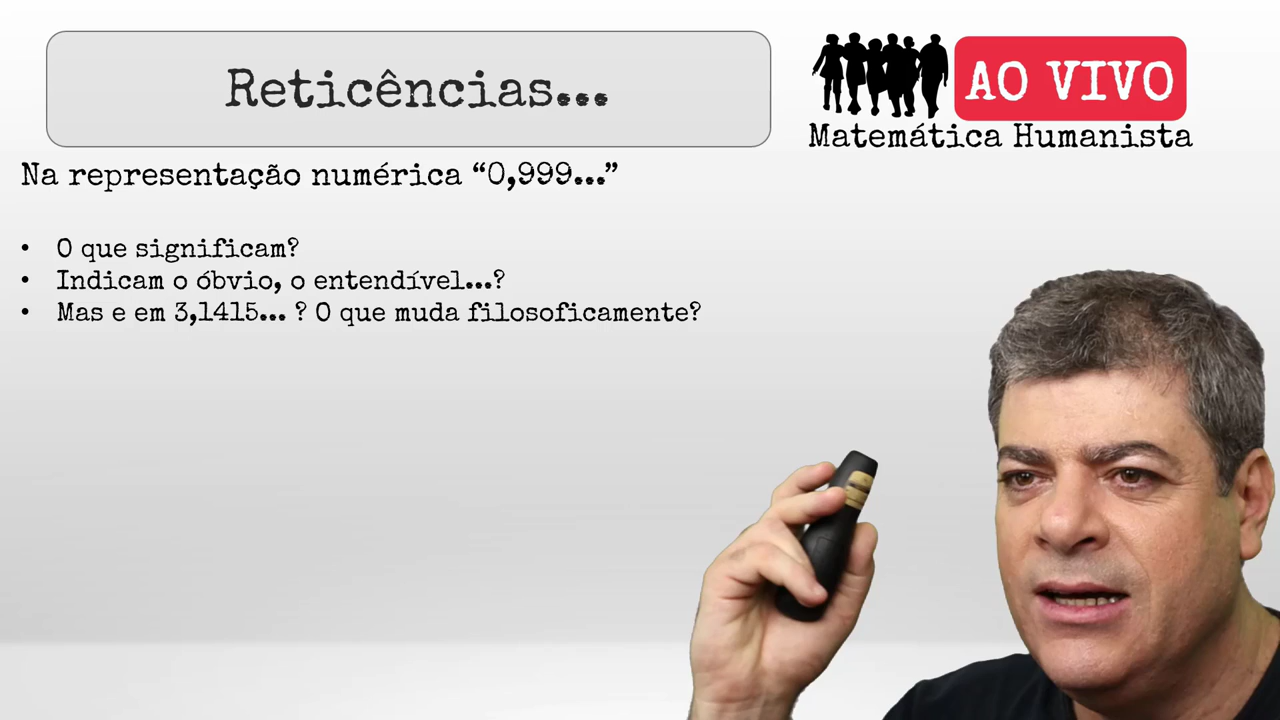 Reticências...
AO VIVO
Matemática Humanista
Na representação numérica “0,999...”
• O que significam?
• Indicam o óbvio, o entendível...?
• Mas e em 3,1415... ? O que muda filosoficamente?